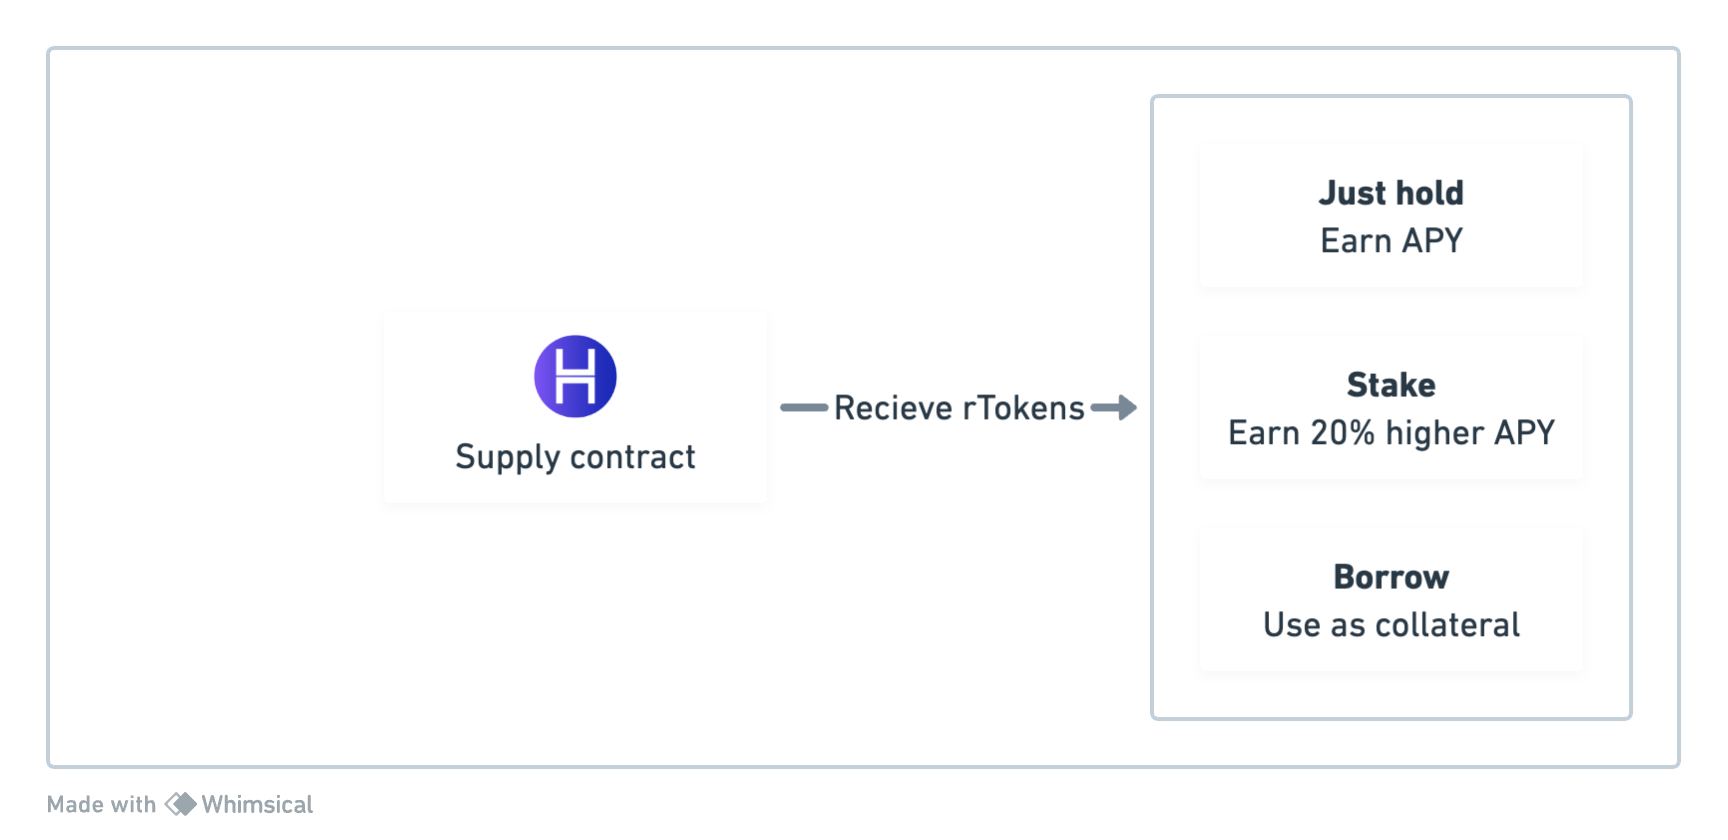 Just hold
Earn APY
Supply contract
Recieve rTokens
Stake
Earn 20% higher APY
Borrow
Use as collateral
Made with Whimsical